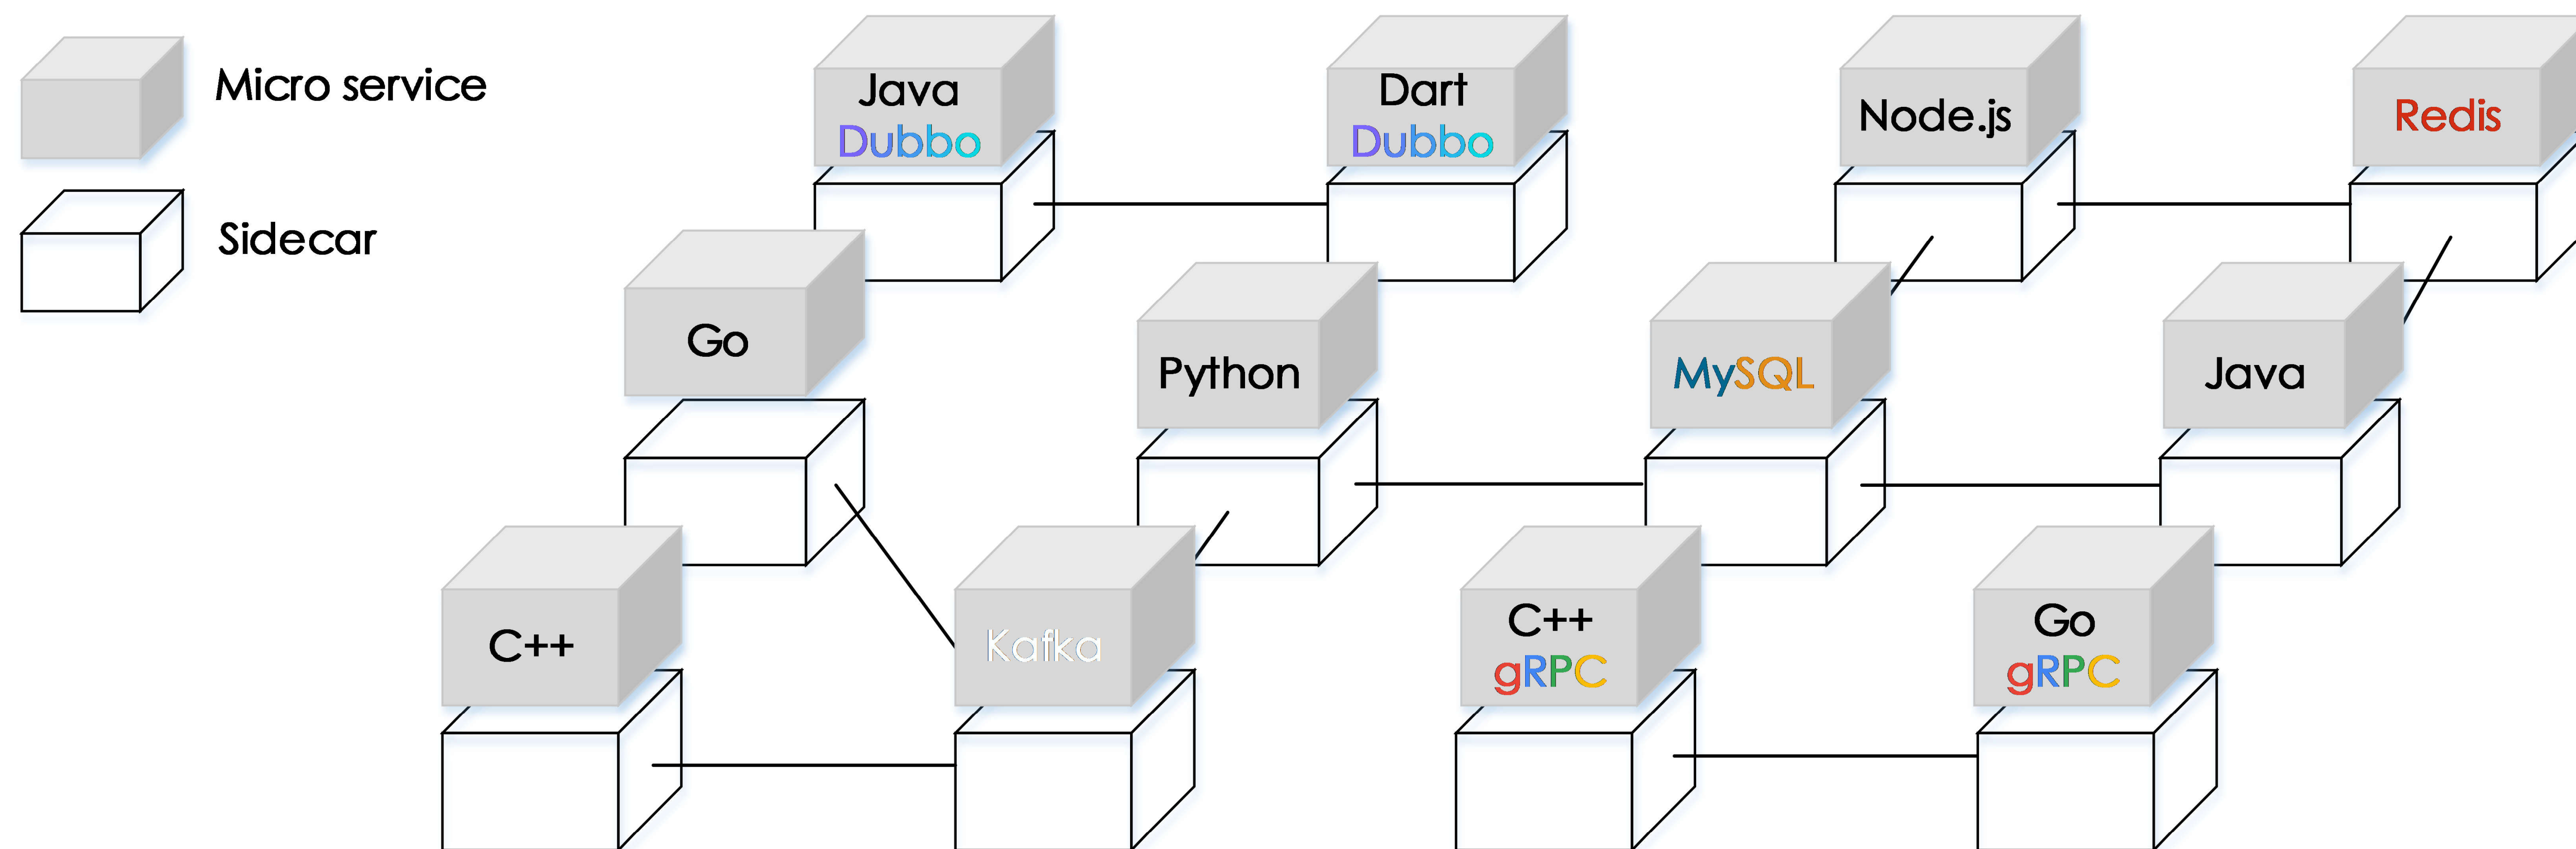 Micro service
Sidecar
Java
Dubbo
Dart
Dubbo
Node.js
Redis
Go
Python
MySQL
Java
C++
Kafka
C++
gRPC
Go
gRPC